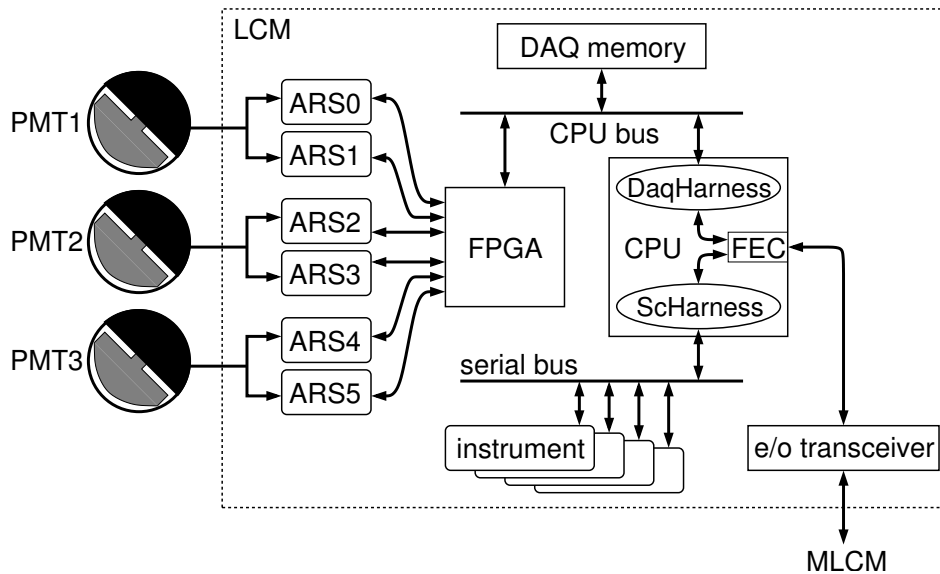 LCM
DAQ memory
PMT1
ARS0
ARS1
CPU bus
DaqHarness
PMT2
ARS2
ARS3
FPGA
CPU
FEC
ScHarness
PMT3
ARS4
ARS5
serial bus
instrument
e/o transceiver
MLCM